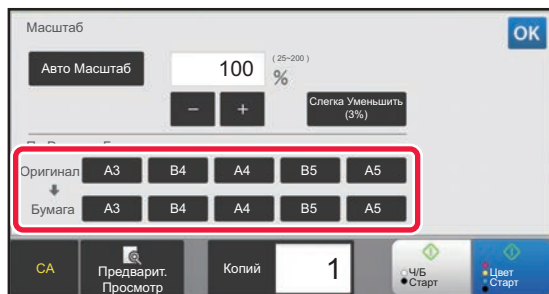 Масштаб
OK
Авто Масштаб
100
(25~200)
%
−
+
Слегка Уменьшить
(3%)
Оригинал
A3
B4
A4
B5
A5
Бумага
A3
B4
A4
B5
A5
CA
Предварит.
Просмотр
Копий
1
Ч/Б
Старт
Цвет
Старт